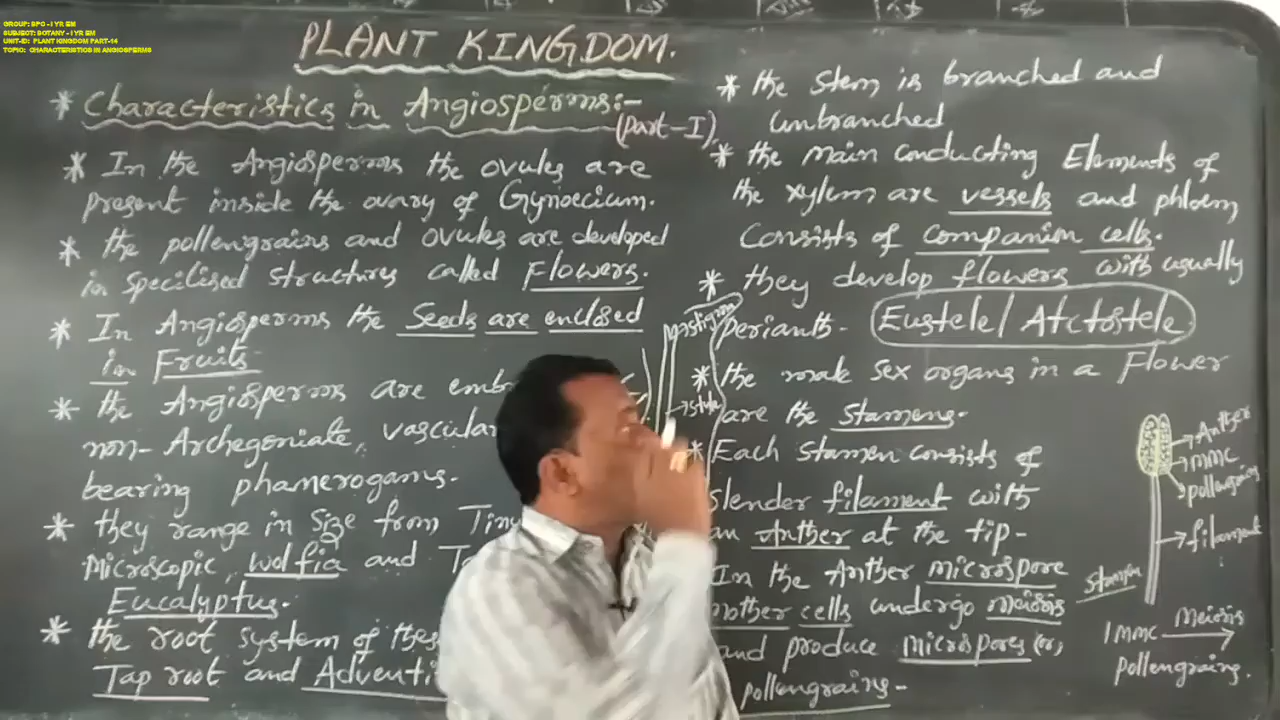 GROUP: BPC - I YR EM
SUBJECT: BOTANY - I YR EM
UNIT-ID: PLANT KINGDOM PART-14
TOPIC: CHARACTERISTICS IN ANGIOSPERMS
PLANT KINGDOM.
* Characteristics in Angiosperms:-
(Part-I)
* In the Angiosperms the ovules are
present inside the ovary of Gynoecium.
* the pollengrains and ovules are developed
in specilised structures called Flowers.
* In Angiosperms the Seeds are enclosed
in Fruits
* the Angiosperms are
non-Archegoniate, vascular
bearing phanerogams.
* they range in size from Tiny
Microscopic, Wolfia and
Eucalyptus.
* the root system of
Tap root and
* the stem is branched and
unbranched
* the main conducting Elements of
the xylem are vessels and phloem
Consists of companion cells.
* they develop flowers with usually
Perianth. Eustele/ Atctostele
* the male sex organs in a Flower
are the stamens.
* Each stamen consists of
slender filament with
an Anther at the tip-
In the Anther microspore
mother cells undergo meiosis
and produce microspores (or)
pollengrains-
stigma
style
Anther
mmc
pollengrains
filament
stamen
1 mmc Meiosis
pollengrains.